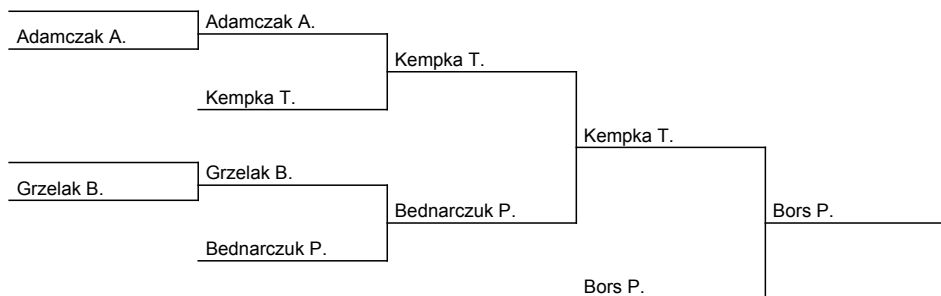 Adamczak A.
Adamczak A.
Kempka T.
Kempka T.
Kempka T.
Grzelak B.
Grzelak B.
Bednarczuk P.
Bors P.
Bednarczuk P.
Bors P.